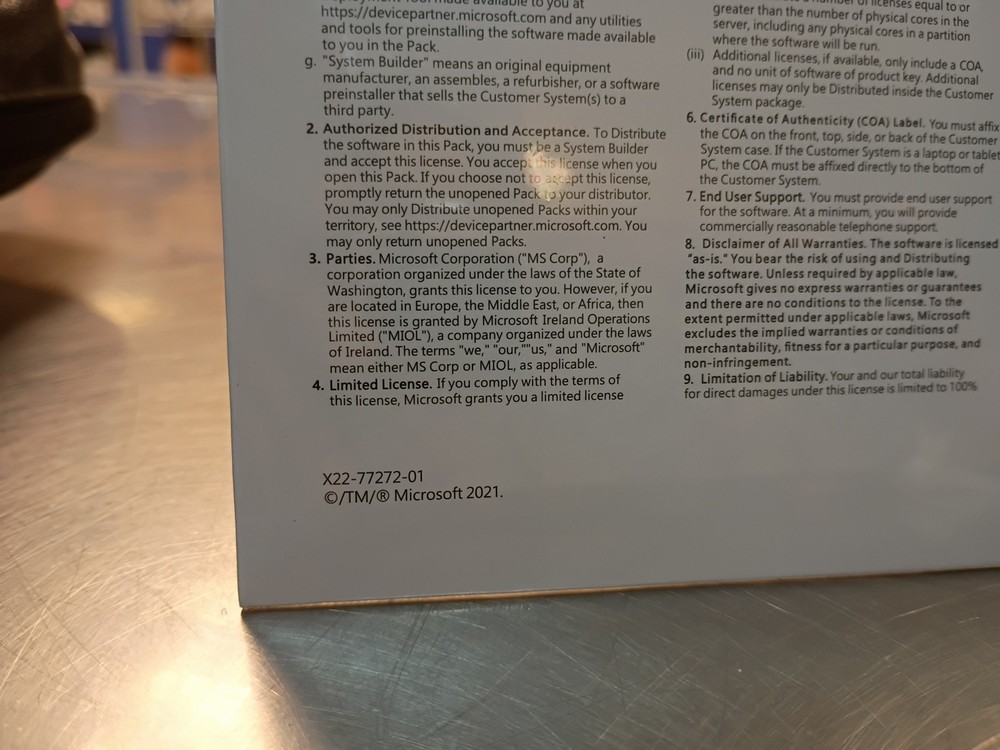 made available to you at
https://devicepartner.microsoft.com and any utilities
and tools for preinstalling the software made available
to you in the Pack.
g. "System Builder" means an original equipment
manufacturer, an assembles, a refurbisher, or a software
preinstaller that sells the Customer System(s) to a
third party.
2. Authorized Distribution and Acceptance. To Distribute
the software in this Pack, you must be a System Builder
and accept this license. You accept this license when you
open this Pack. If you choose not to accept this license,
promptly return the unopened Pack to your distributor.
You may only Distribute unopened Packs within your
territory, see https://devicepartner.microsoft.com. You
may only return unopened Packs.
3. Parties. Microsoft Corporation ("MS Corp"), a
corporation organized under the laws of the State of
Washington, grants this license to you. However, if you
are located in Europe, the Middle East, or Africa, then
this license is granted by Microsoft Ireland Operations
Limited ("MIOL"), a company organized under the laws
of Ireland. The terms "we," "our,""us," and "Microsoft"
mean either MS Corp or MIOL, as applicable.
4. Limited License. If you comply with the terms of
this license, Microsoft grants you a limited license
X22-77272-01
©/TM/® Microsoft 2021.
of licenses equal to or
greater than the number of physical cores in the
server, including any physical cores in a partition
where the software will be run.
(iii) Additional licenses, if available, only include a COA,
and no unit of software of product key. Additional
licenses may only be Distributed inside the Customer
System package.
6. Certificate of Authenticity (COA) Label. You must affix
the COA on the front, top, side, or back of the Customer
System case. If the Customer System is a laptop or tablet
PC, the COA must be affixed directly to the bottom of
the Customer System.
7. End User Support. You must provide end user support
for the software. At a minimum, you will provide
commercially reasonable telephone support.
8. Disclaimer of All Warranties. The software is licensed
"as-is." You bear the risk of using and Distributing
the software. Unless required by applicable law,
Microsoft gives no express warranties or guarantees
and there are no conditions to the license. To the
extent permitted under applicable laws, Microsoft
excludes the implied warranties or conditions of
merchantability, fitness for a particular purpose, and
non-infringement.
9. Limitation of Liability. Your and our total liability
for direct damages under this license is limited to 100%